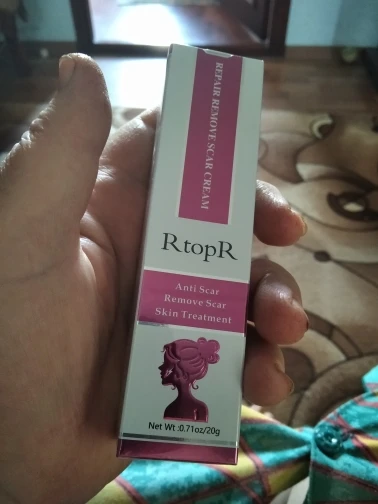 REPAIR REMOVE SCAR CREAM
RtopR
Anti Scar
Remove Scar
Skin Treatment
Net Wt :0.71oz/20g